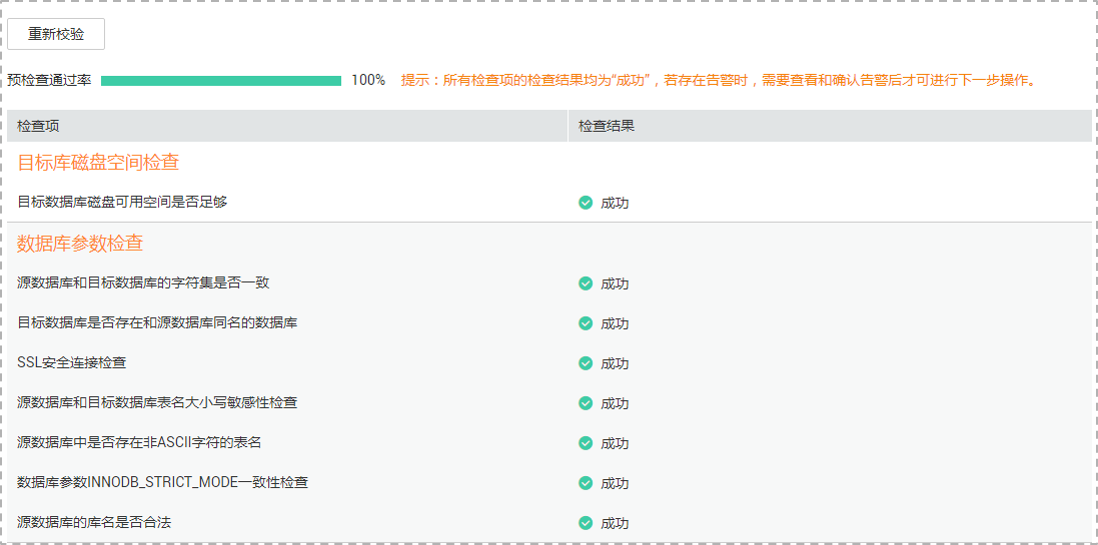 重新校验
预检查通过率 100% 提示：所有检查项的检查结果均为“成功”，若存在告警时，需要查看和确认告警后才可进行下一步操作。
检查项 检查结果
目标库磁盘空间检查
目标数据库磁盘可用空间是否足够 成功
数据库参数检查
源数据库和目标数据库的字符集是否一致 成功
目标数据库是否存在和源数据库同名的数据库 成功
SSL安全连接检查 成功
源数据库和目标数据库表名大小写敏感性检查 成功
源数据库中是否存在非ASCII字符的表名 成功
数据库参数INNODB_STRICT_MODE一致性检查 成功
源数据库的库名是否合法 成功